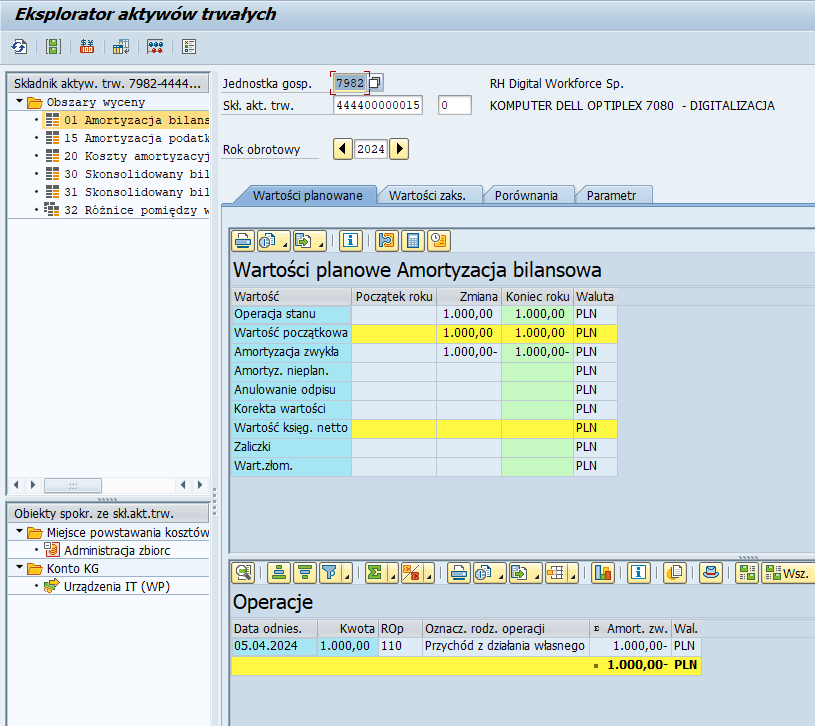 Eksplorator aktywów trwałych
Składnik aktyw. trw. 7982-4444...
Obszary wyceny
01 Amortyzacja bilans
15 Amortyzacja podatk
20 Koszty amortyzacyj
30 Skonsolidowany bil
31 Skonsolidowany bil
32 Różnice pomiędzy w
Obiekty spokr. ze skł.akt.trw.
Miejsce powstawania kosztów
Administracja zbiorc
Konto KG
Urządzenia IT (WP)
Jednostka gosp. 7982 RH Digital Workforce Sp.
Skł. akt. trw. 444400000015 0 KOMPUTER DELL OPTIPLEX 7080 - DIGITALIZACJA
Rok obrotowy 2024
Wartości planowane Wartości zaks. Porównania Parametr
Wartości planowe Amortyzacja bilansowa
Wartość Początek roku Zmiana Koniec roku Waluta
Operacja stanu 1.000,00 1.000,00 PLN
Wartość początkowa 1.000,00 1.000,00 PLN
Amortyzacja zwykła 1.000,00- 1.000,00- PLN
Amortyz. nieplan. PLN
Anulowanie odpisu PLN
Korekta wartości PLN
Wartość księg. netto PLN
Zaliczki PLN
Wart.złom. PLN
Wsz.
Operacje
Data odnies. Kwota ROp Oznacz. rodz. operacji Σ Amort. zw. Wal.
05.04.2024 1.000,00 110 Przychód z działania własnego 1.000,00- PLN
1.000,00- PLN